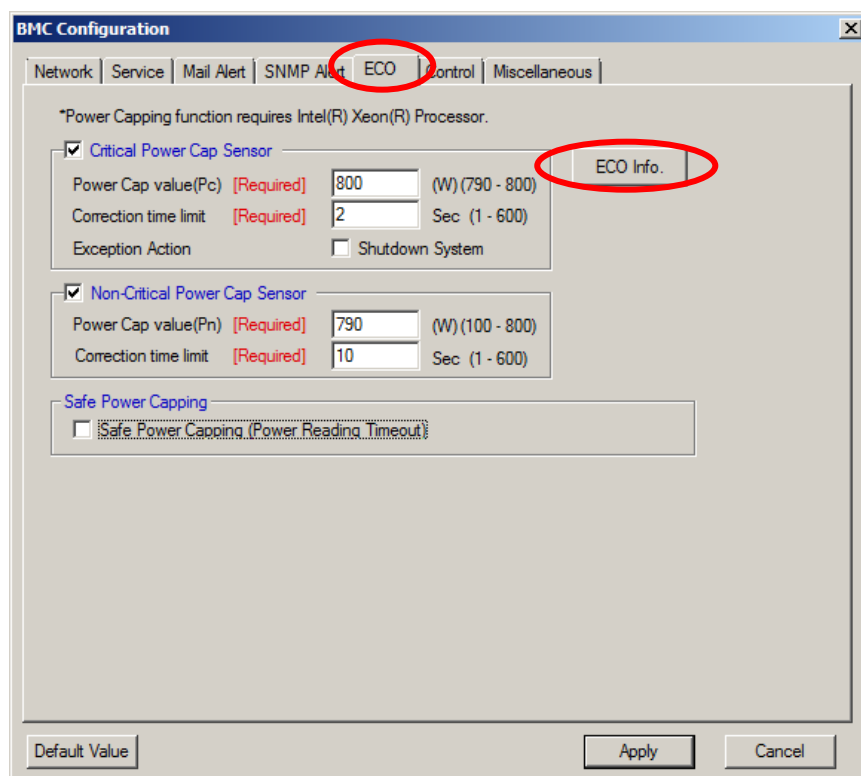 BMC Configuration
Network Service Mail Alert SNMP Alert ECO Control Miscellaneous
*Power Capping function requires Intel(R) Xeon(R) Processor.
Critical Power Cap Sensor
ECO Info.
Power Cap value(Pc) [Required] 800 (W) (790 - 800)
Correction time limit [Required] 2 Sec (1 - 600)
Exception Action Shutdown System
Non-Critical Power Cap Sensor
Power Cap value(Pn) [Required] 790 (W) (100 - 800)
Correction time limit [Required] 10 Sec (1 - 600)
Safe Power Capping
Safe Power Capping (Power Reading Timeout)
Default Value Apply Cancel